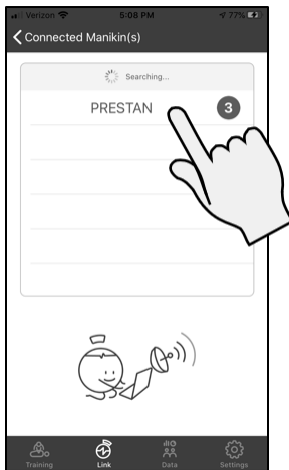 Verizon 5:08 PM 77%
Connected Manikin(s)
Searching...
PRESTAN 3
Training Link Data Settings